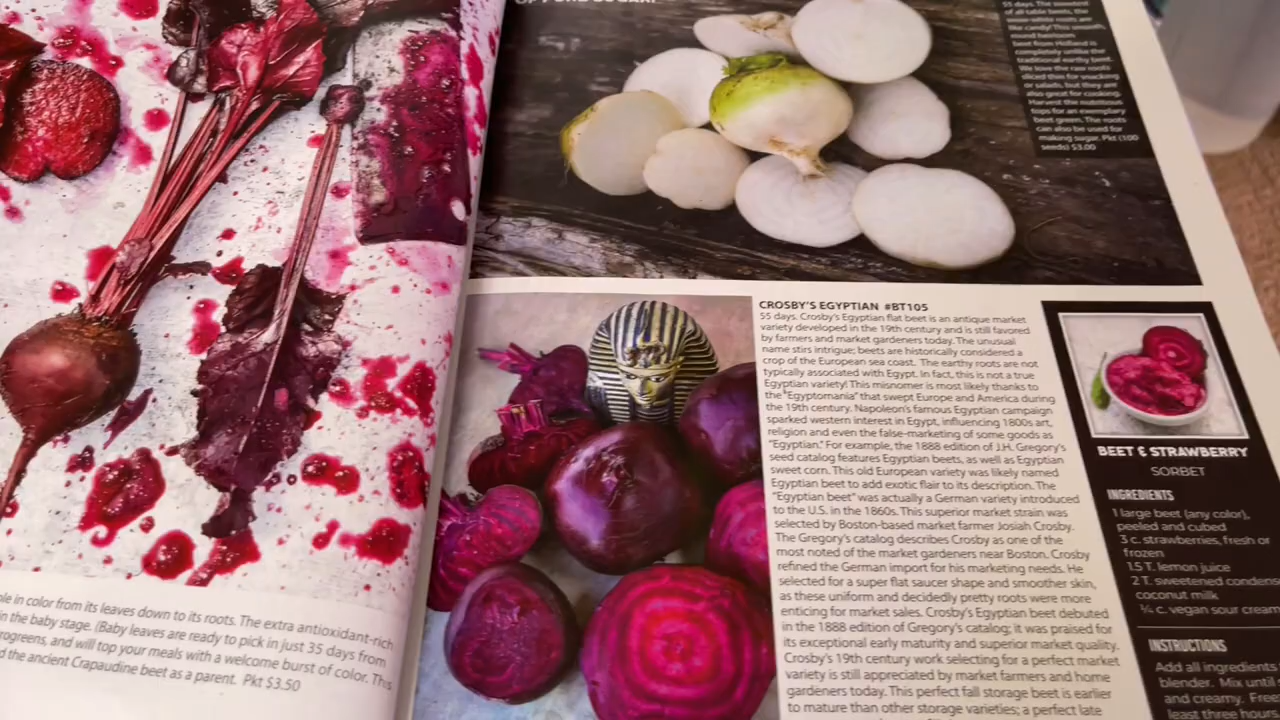 ole in color from its leaves down to its roots. The extra antioxidant-rich
in the baby stage. (Baby leaves are ready to pick in just 35 days from
rogreens, and will top your meals with a welcome burst of color. This
d the ancient Crapaudine beet as a parent. Pkt $3.50
OF PURE SUGAR!
55 days. The sweetest
of all table beets, the
snow-white roots are
like candy! This smooth,
round heirloom
beet from Holland is
completely unlike the
traditional earthy beet.
We love the raw roots
sliced thin for snacking
or salads, but they are
also great for cooking.
Harvest the nutritious
tops for an exemplary
beet green. The roots
can also be used for
making sugar. Pkt (100
seeds) $3.00
CROSBY'S EGYPTIAN #BT105
55 days. Crosby's Egyptian flat beet is an antique market
variety developed in the 19th century and is still favored
by farmers and market gardeners today. The unusual
name stirs intrigue; beets are historically considered a
crop of the European sea coast. The earthy roots are not
typically associated with Egypt. In fact, this is not a true
Egyptian variety! This misnomer is most likely thanks to
the "Egyptomania" that swept Europe and America during
the 19th century. Napoleon's famous Egyptian campaign
sparked western interest in Egypt, influencing 1800s art,
religion and even the false-marketing of some goods as
"Egyptian." For example, the 1888 edition of J.H. Gregory's
seed catalog features Egyptian beets, as well as Egyptian
sweet corn. This old European variety was likely named
Egyptian beet to add exotic flair to its description. The
"Egyptian beet" was actually a German variety introduced
to the U.S. in the 1860s. This superior market strain was
selected by Boston-based market farmer Josiah Crosby.
The Gregory's catalog describes Crosby as one of the
most noted of the market gardeners near Boston. Crosby
refined the German import for his marketing needs. He
selected for a super flat saucer shape and smoother skin,
as these uniform and decidedly pretty roots were more
enticing for market sales. Crosby's Egyptian beet debuted
in the 1888 edition of Gregory's catalog; it was praised for
its exceptional early maturity and superior market quality.
Crosby's 19th century work selecting for a perfect market
variety is still appreciated by market farmers and home
gardeners today. This perfect fall storage beet is earlier
to mature than other storage varieties; a perfect late
BEET & STRAWBERRY
SORBET
INGREDIENTS
1 large beet (any color),
peeled and cubed
3 c. strawberries, fresh or
frozen
1.5 T. lemon juice
2 T. sweetened condens
coconut milk
¼ c. vegan sour cream
INSTRUCTIONS
Add all ingredients
blender. Mix until s
and creamy. Free
least three hours